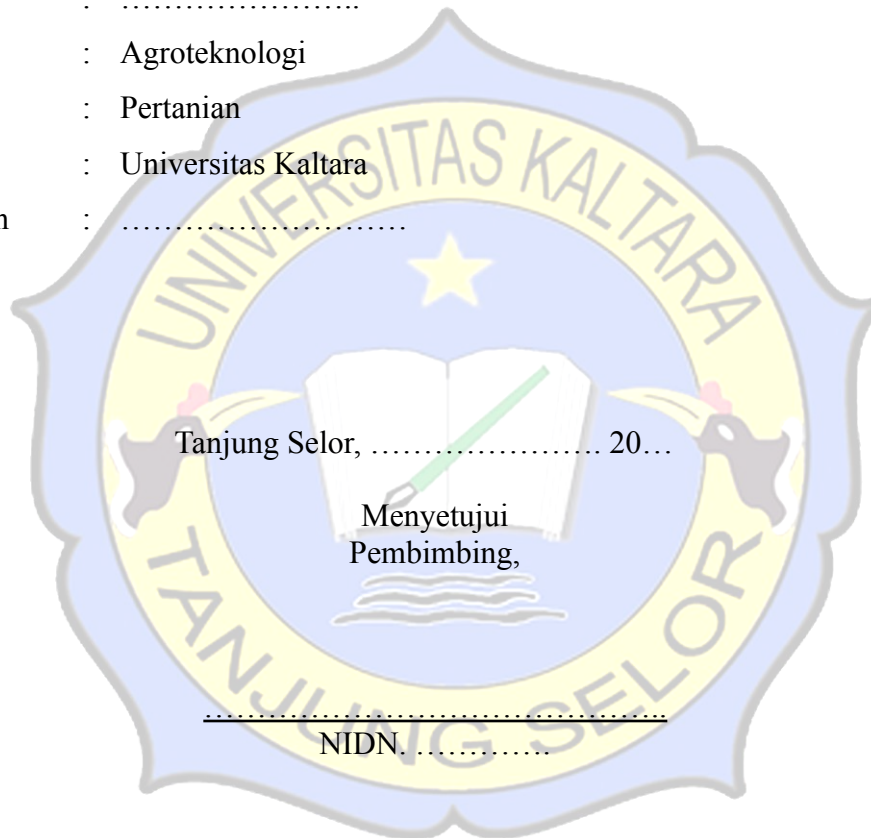 : …………………..
: Agroteknologi
: Pertanian
: Universitas Kaltara
n : ………………………
UNIVERSITAS KALTARA
Tanjung Selor, …………………. 20…
Menyetujui
Pembimbing,
……………………………………..
NIDN. ………….
TANJUNG SELOR